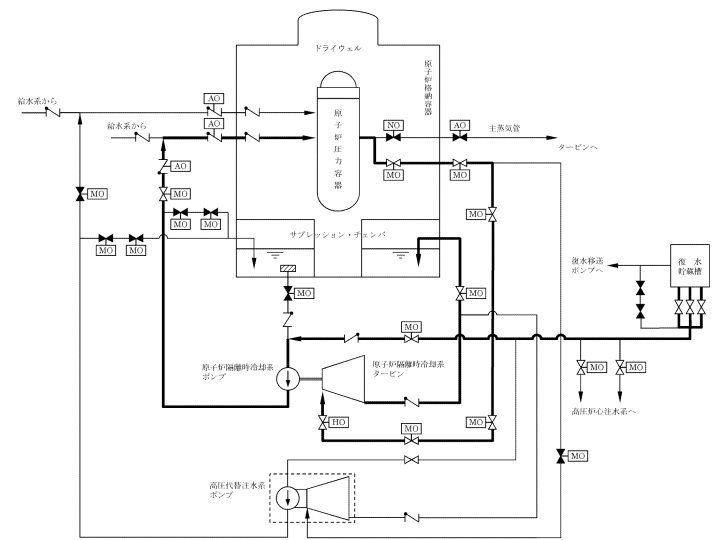 ドライウェル
原子炉格納容器
給水系から
AO
給水系から
AO
原子炉圧力容器
NO
AO
主蒸気管
タービンへ
MO
MO
AO
MO
MO
MO
MO
MO
MO
MO
サプレッション・チェンバ
復水移送
ポンプへ
復水
貯蔵槽
MO
MO
MO
原子炉隔離時冷却系
ポンプ
原子炉隔離時冷却系
タービン
MO
MO
高圧炉心注水系へ
HO
MO
MO
MO
高圧代替注水系
ポンプ